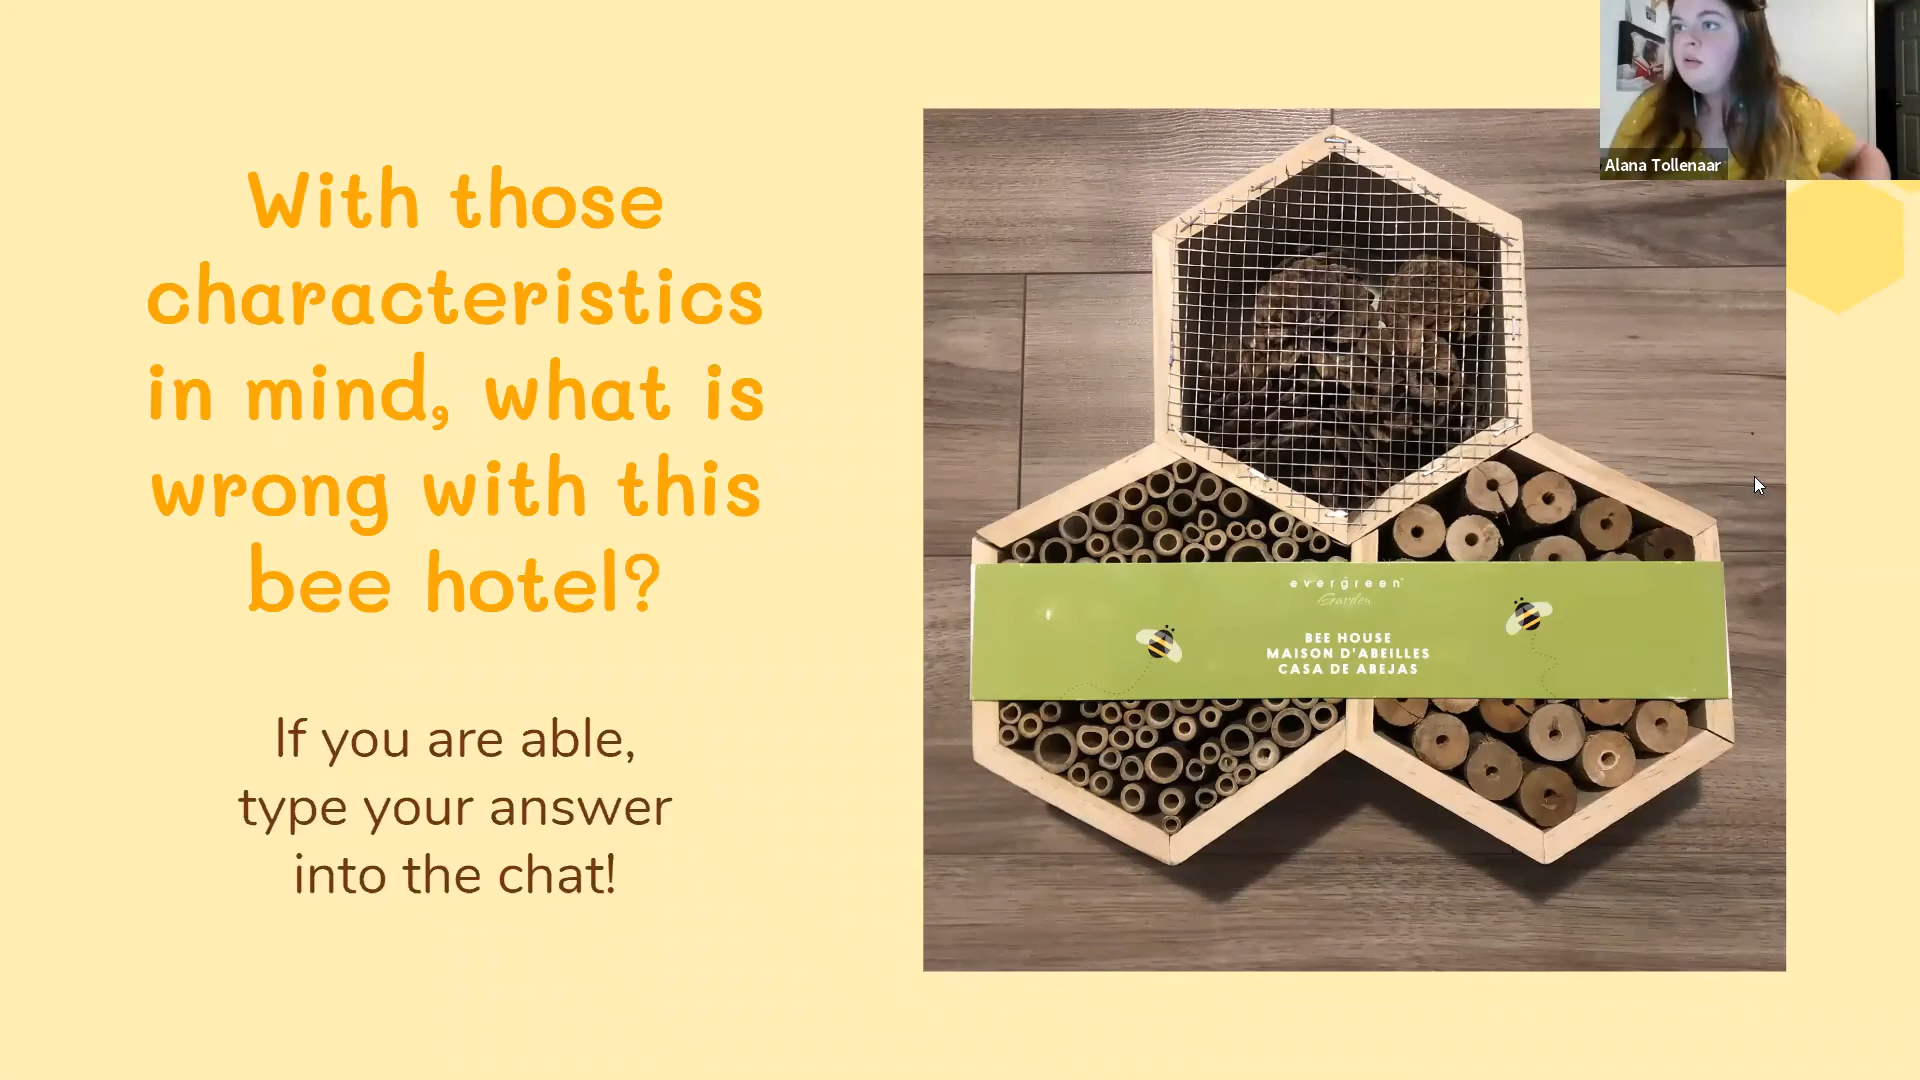 With those
characteristics
in mind, what is
wrong with this
bee hotel?
If you are able,
type your answer
into the chat!
evergreen
Garden
BEE HOUSE
MAISON D'ABEILLES
CASA DE ABEJAS
Alana Tollenaar